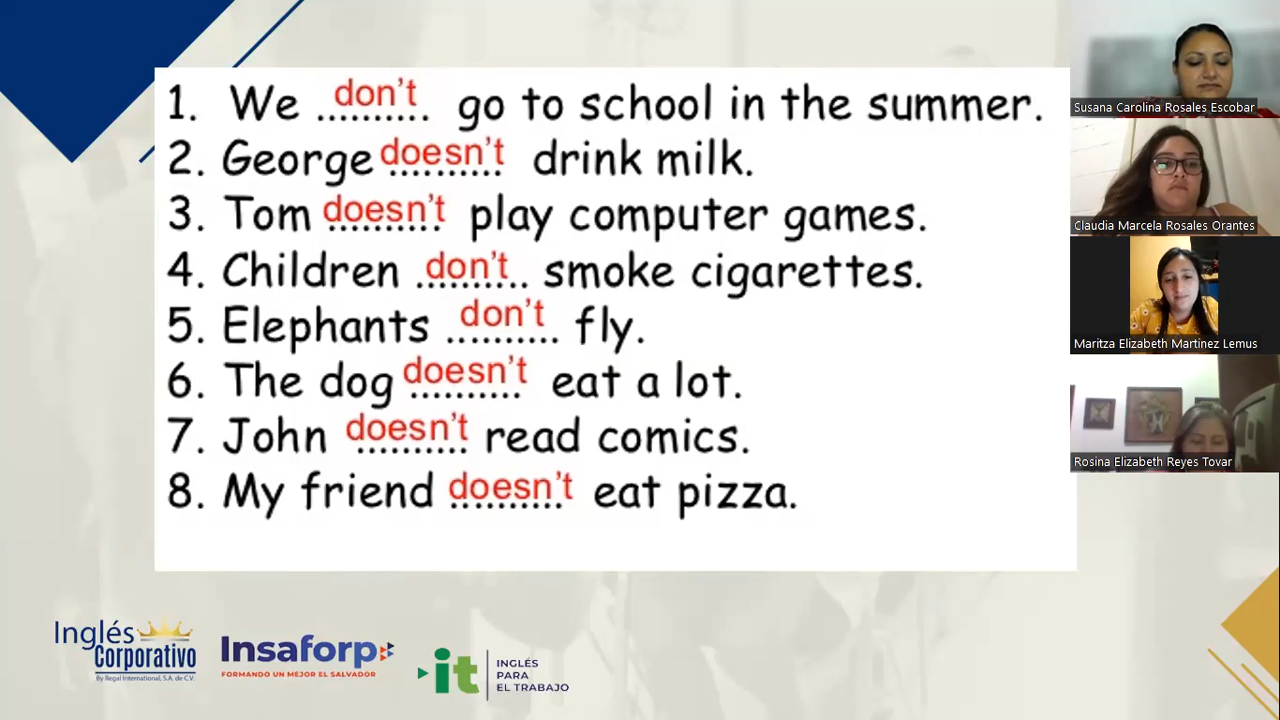 1. We don't go to school in the summer.
2. George doesn't drink milk.
3. Tom doesn't play computer games.
4. Children don't smoke cigarettes.
5. Elephants don't fly.
6. The dog doesn't eat a lot.
7. John doesn't read comics.
8. My friend doesn't eat pizza.
Susana Carolina Rosales Escobar
Claudia Marcela Rosales Orantes
Maritza Elizabeth Martinez Lemus
Rosina Elizabeth Reyes Tovar
Inglés
Corporativo
By Regal International, S.A. de C.V.
Insaforp
FORMANDO UN MEJOR EL SALVADOR
it
INGLÉS
PARA
EL TRABAJO